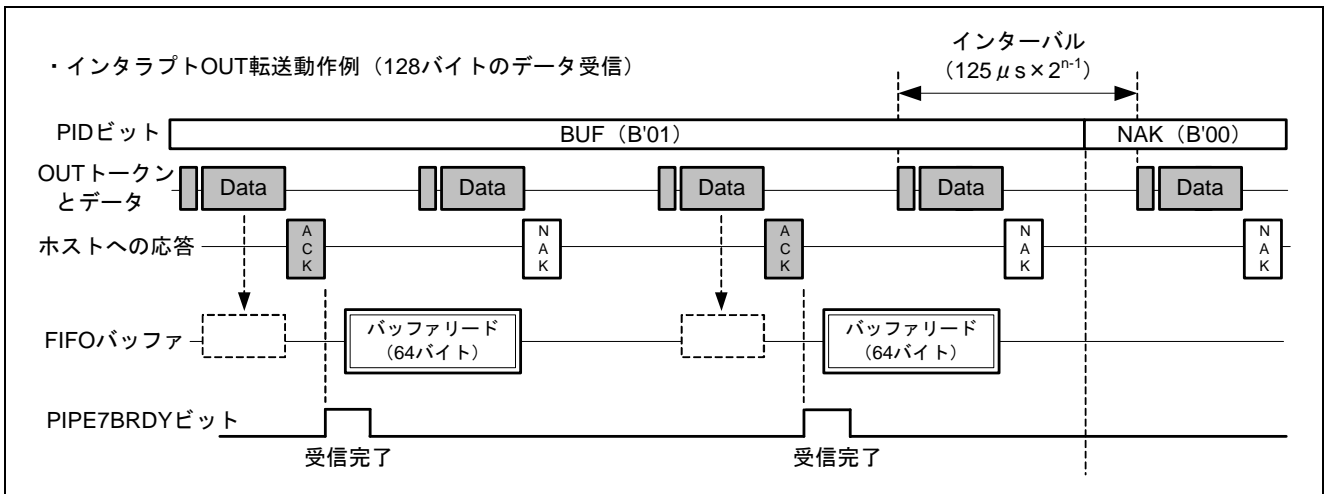 ・インタラプトOUT転送動作例（128バイトのデータ受信）
インターバル
（125μs×2^{n-1}）
PIDビット
BUF（B'01）
NAK（B'00）
OUTトークン
とデータ
Data
Data
Data
Data
Data
ホストへの応答
ACK
NAK
ACK
NAK
NAK
FIFOバッファ
バッファリード
（64バイト）
バッファリード
（64バイト）
PIPE7BRDYビット
受信完了
受信完了